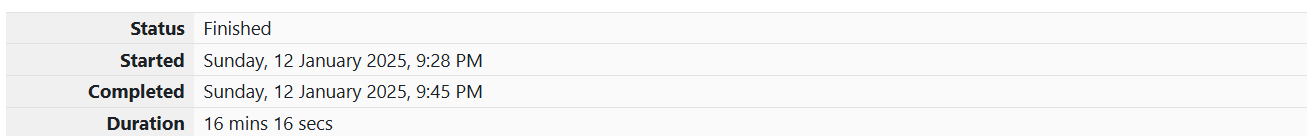 Status Finished
Started Sunday, 12 January 2025, 9:28 PM
Completed Sunday, 12 January 2025, 9:45 PM
Duration 16 mins 16 secs